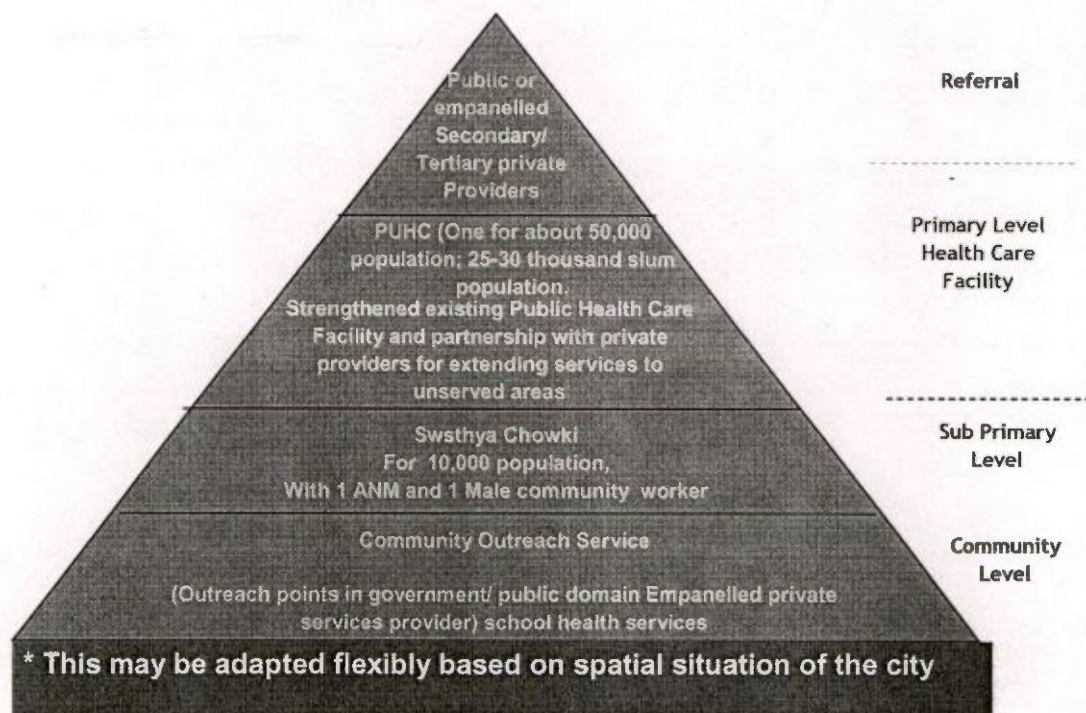 Public or
empanelled
Secondary/
Tertiary private
Providers
Referral
PUHC (One for about 50,000
population; 25-30 thousand slum
population.
Strengthened existing Public Health Care
Facility and partnership with private
providers for extending services to
unserved areas
Primary Level
Health Care
Facility
Swsthya Chowki
For 10,000 population,
With 1 ANM and 1 Male community worker
Sub Primary
Level
Community Outreach Service
(Outreach points in government/ public domain Empanelled private
services provider) school health services
Community
Level
* This may be adapted flexibly based on spatial situation of the city